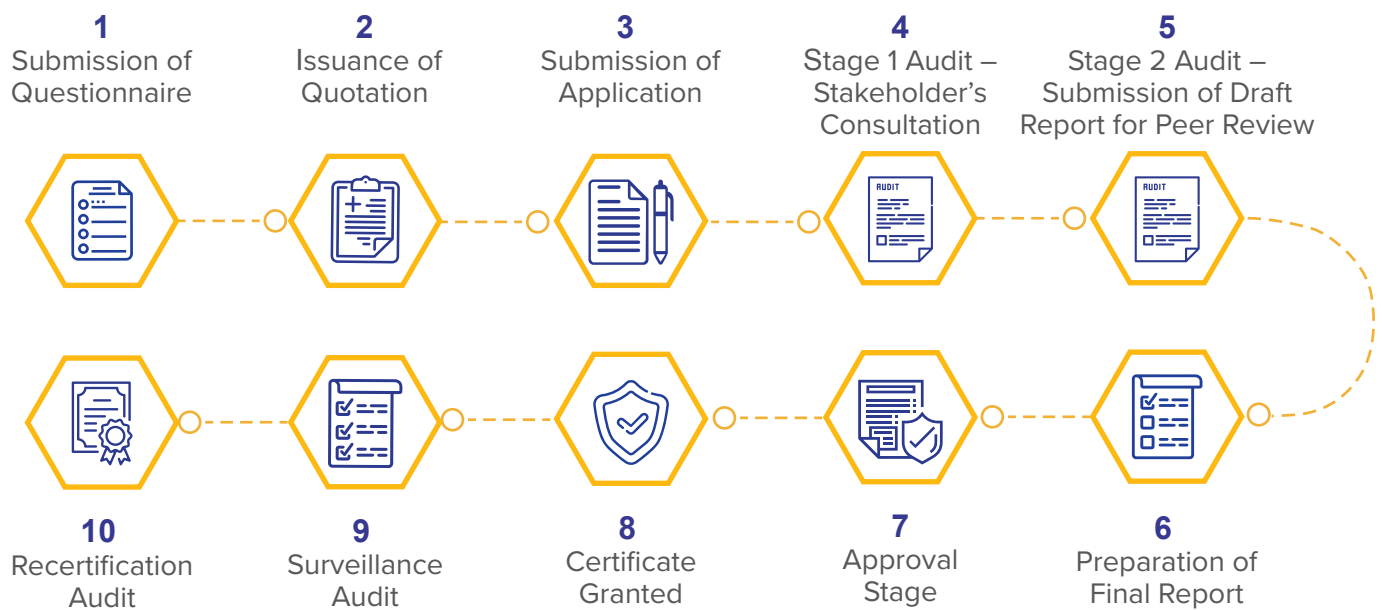 1
Submission of
Questionnaire
2
Issuance of
Quotation
3
Submission of
Application
4
Stage 1 Audit –
Stakeholder's
Consultation
5
Stage 2 Audit –
Submission of Draft
Report for Peer Review
AUDIT
AUDIT
6
Preparation of
Final Report
7
Approval
Stage
8
Certificate
Granted
9
Surveillance
Audit
10
Recertification
Audit